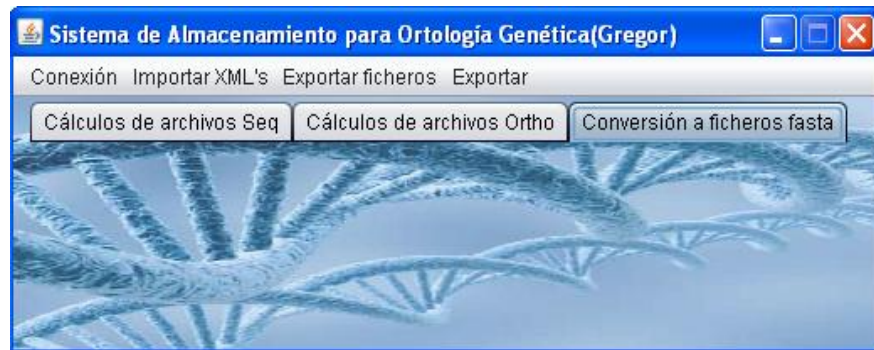 Sistema de Almacenamiento para Ortología Genética(Gregor)
Conexión Importar XML's Exportar ficheros Exportar
Cálculos de archivos Seq Cálculos de archivos Ortho Conversión a ficheros fasta